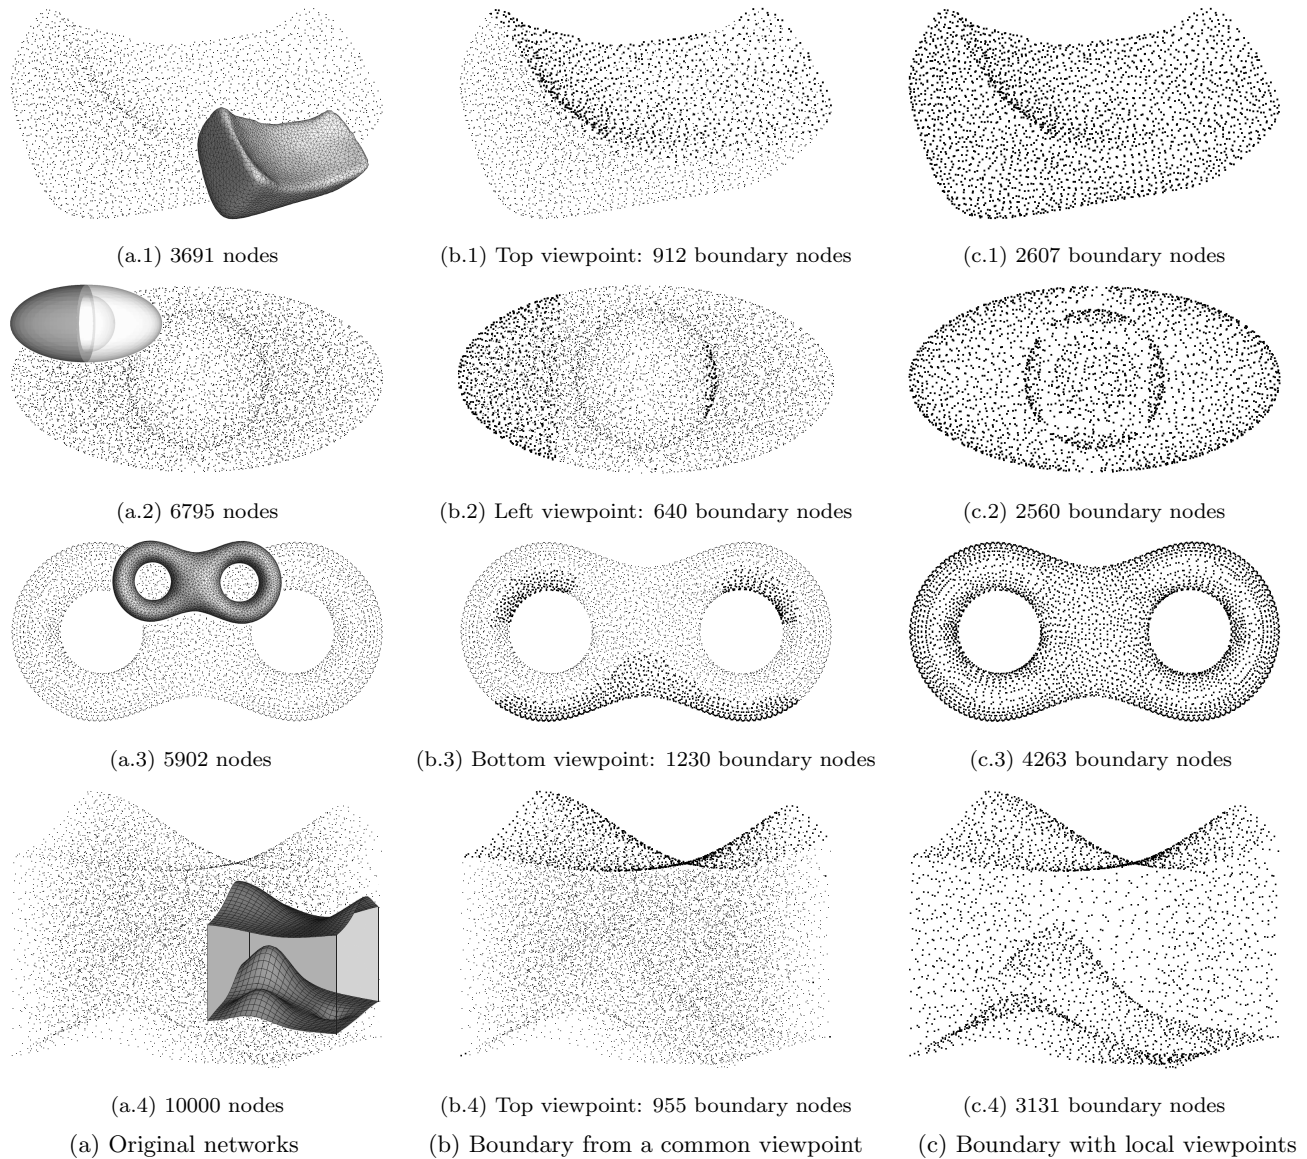 (a.1) 3691 nodes
(b.1) Top viewpoint: 912 boundary nodes
(c.1) 2607 boundary nodes
(a.2) 6795 nodes
(b.2) Left viewpoint: 640 boundary nodes
(c.2) 2560 boundary nodes
(a.3) 5902 nodes
(b.3) Bottom viewpoint: 1230 boundary nodes
(c.3) 4263 boundary nodes
(a.4) 10000 nodes
(b.4) Top viewpoint: 955 boundary nodes
(c.4) 3131 boundary nodes
(a) Original networks
(b) Boundary from a common viewpoint
(c) Boundary with local viewpoints